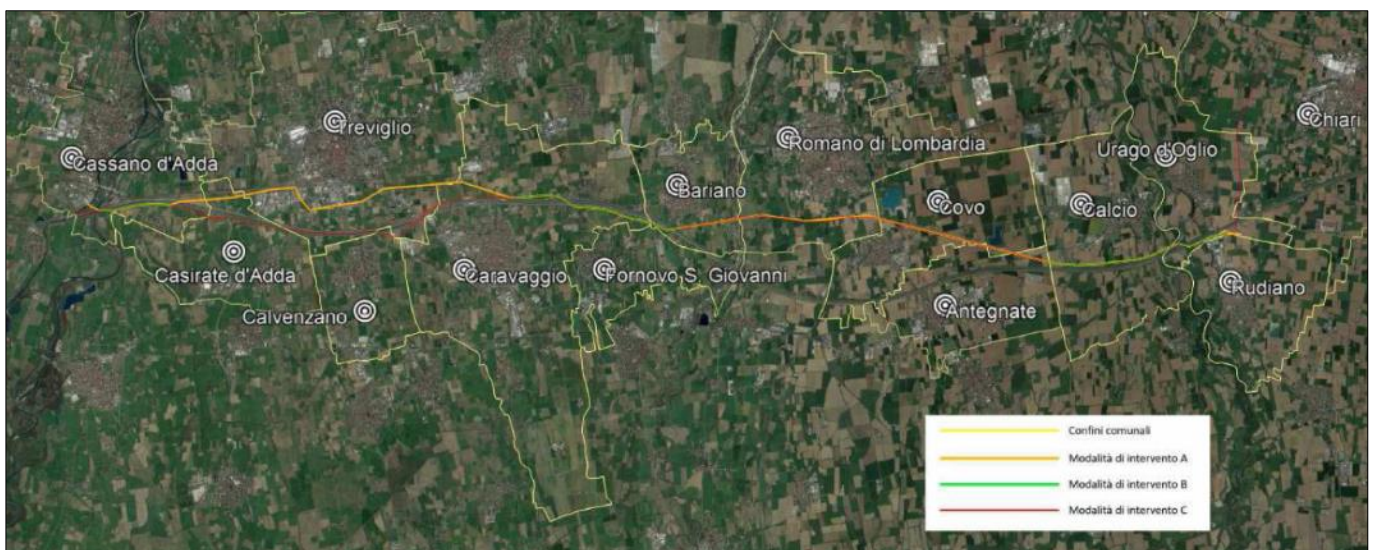 Chiari
Treviglio
Romano di Lombardia
Urago d'Oglio
Cassano d'Adda
Bariano
Covo
Calcio
Casirate d'Adda
Caravaggio
Fornovo S. Giovanni
Rudiano
Calvenzano
Antegnate
Confini comunali
Modalità di intervento A
Modalità di intervento B
Modalità di intervento C